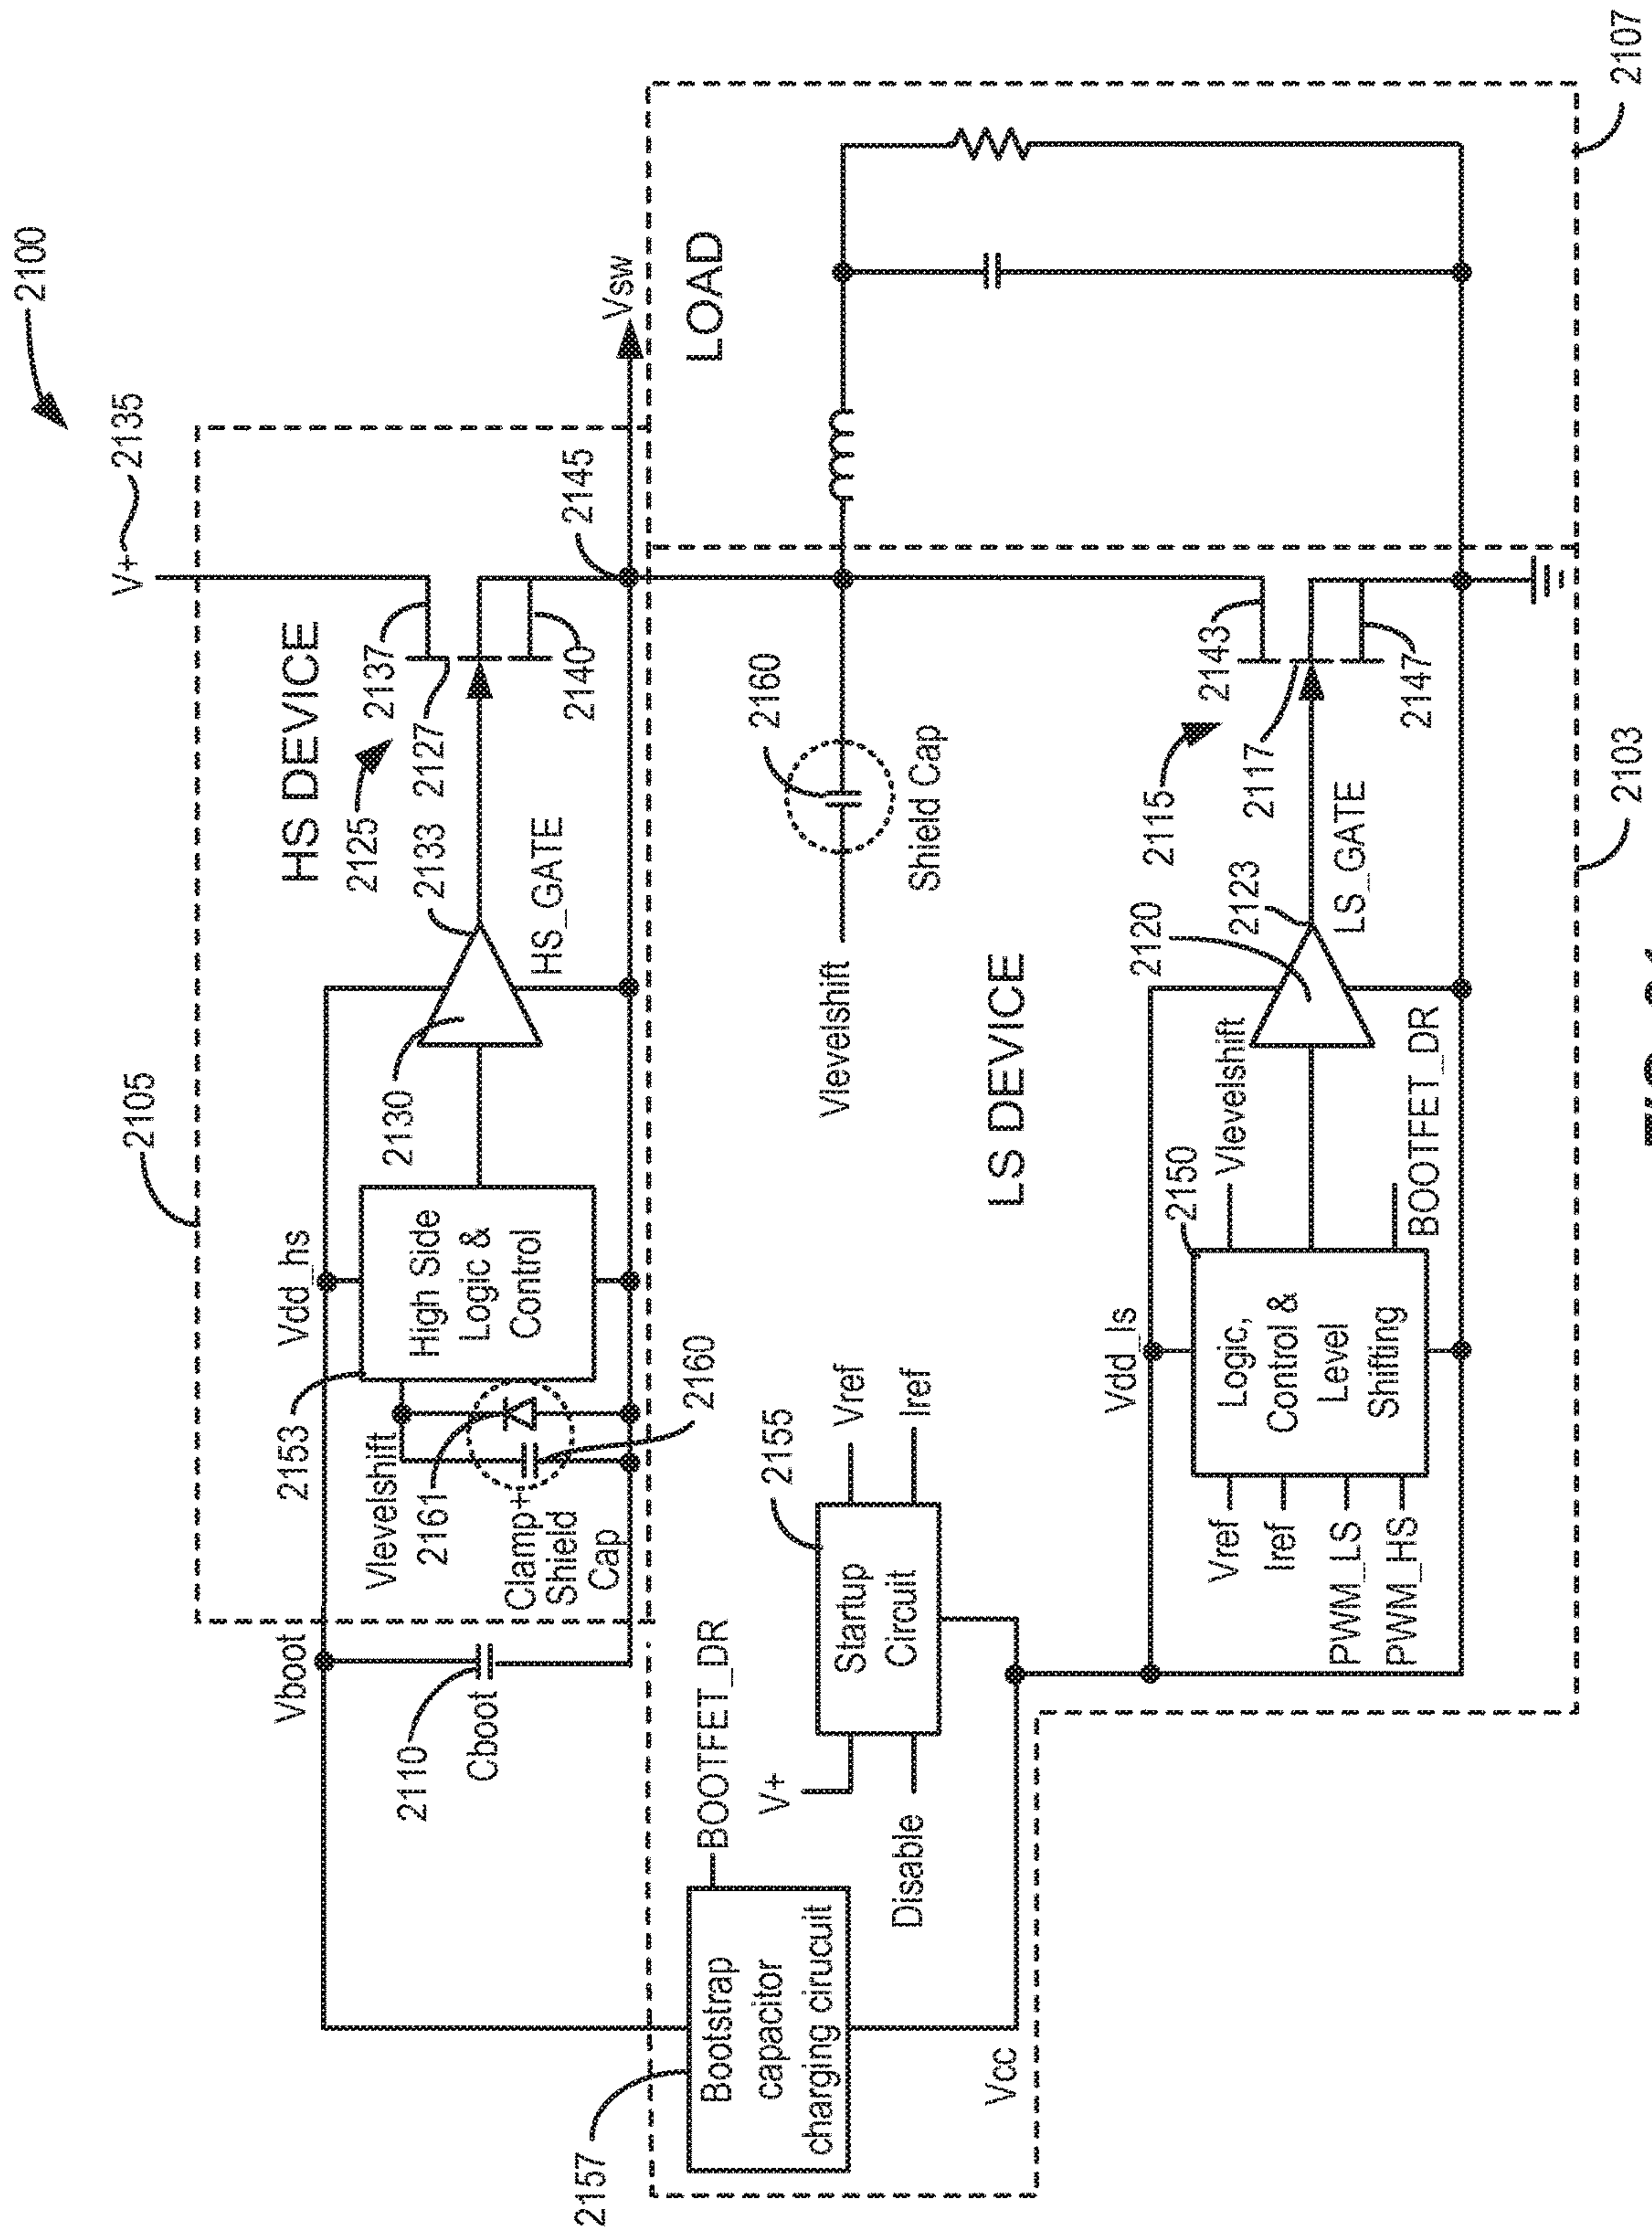 2100
V+
2135
2105
HS DEVICE
2125
2137
2127
2133
2145
Vsw
2140
HS_GATE
2130
Vdd_hs
High Side
Logic &
Control
2153
Vlevelshift
2161
Clamp+
Shield
Cap
2160
Vboot
2110
Cboot
LOAD
2107
2160
Vlevelshift
Shield Cap
BOOTFET_DR
2157
Bootstrap
capacitor
charging cirucuit
V+
Disable
Startup
Circuit
2155
Vref
Iref
Vcc
LS DEVICE
2115
2143
2117
2147
2120
2123
LS_GATE
Vdd_ls
2150
Vlevelshift
BOOTFET_DR
Logic,
Control &
Level
Shifting
Vref
Iref
PWM_LS
PWM_HS
2103